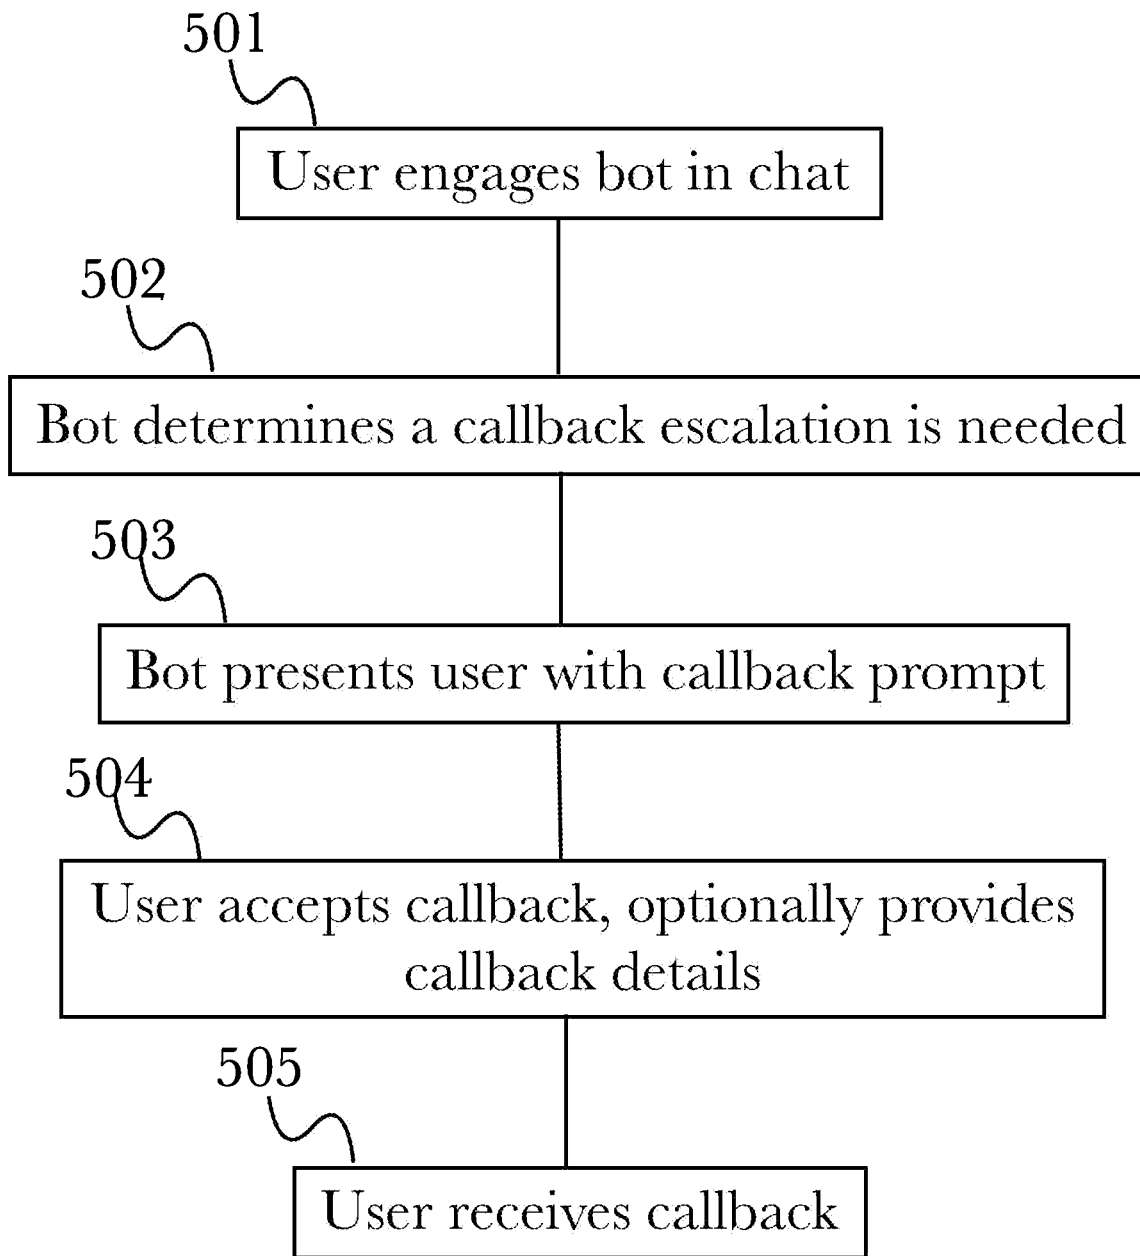 501
User engages bot in chat
502
Bot determines a callback escalation is needed
503
Bot presents user with callback prompt
504
User accepts callback, optionally provides
callback details
505
User receives callback